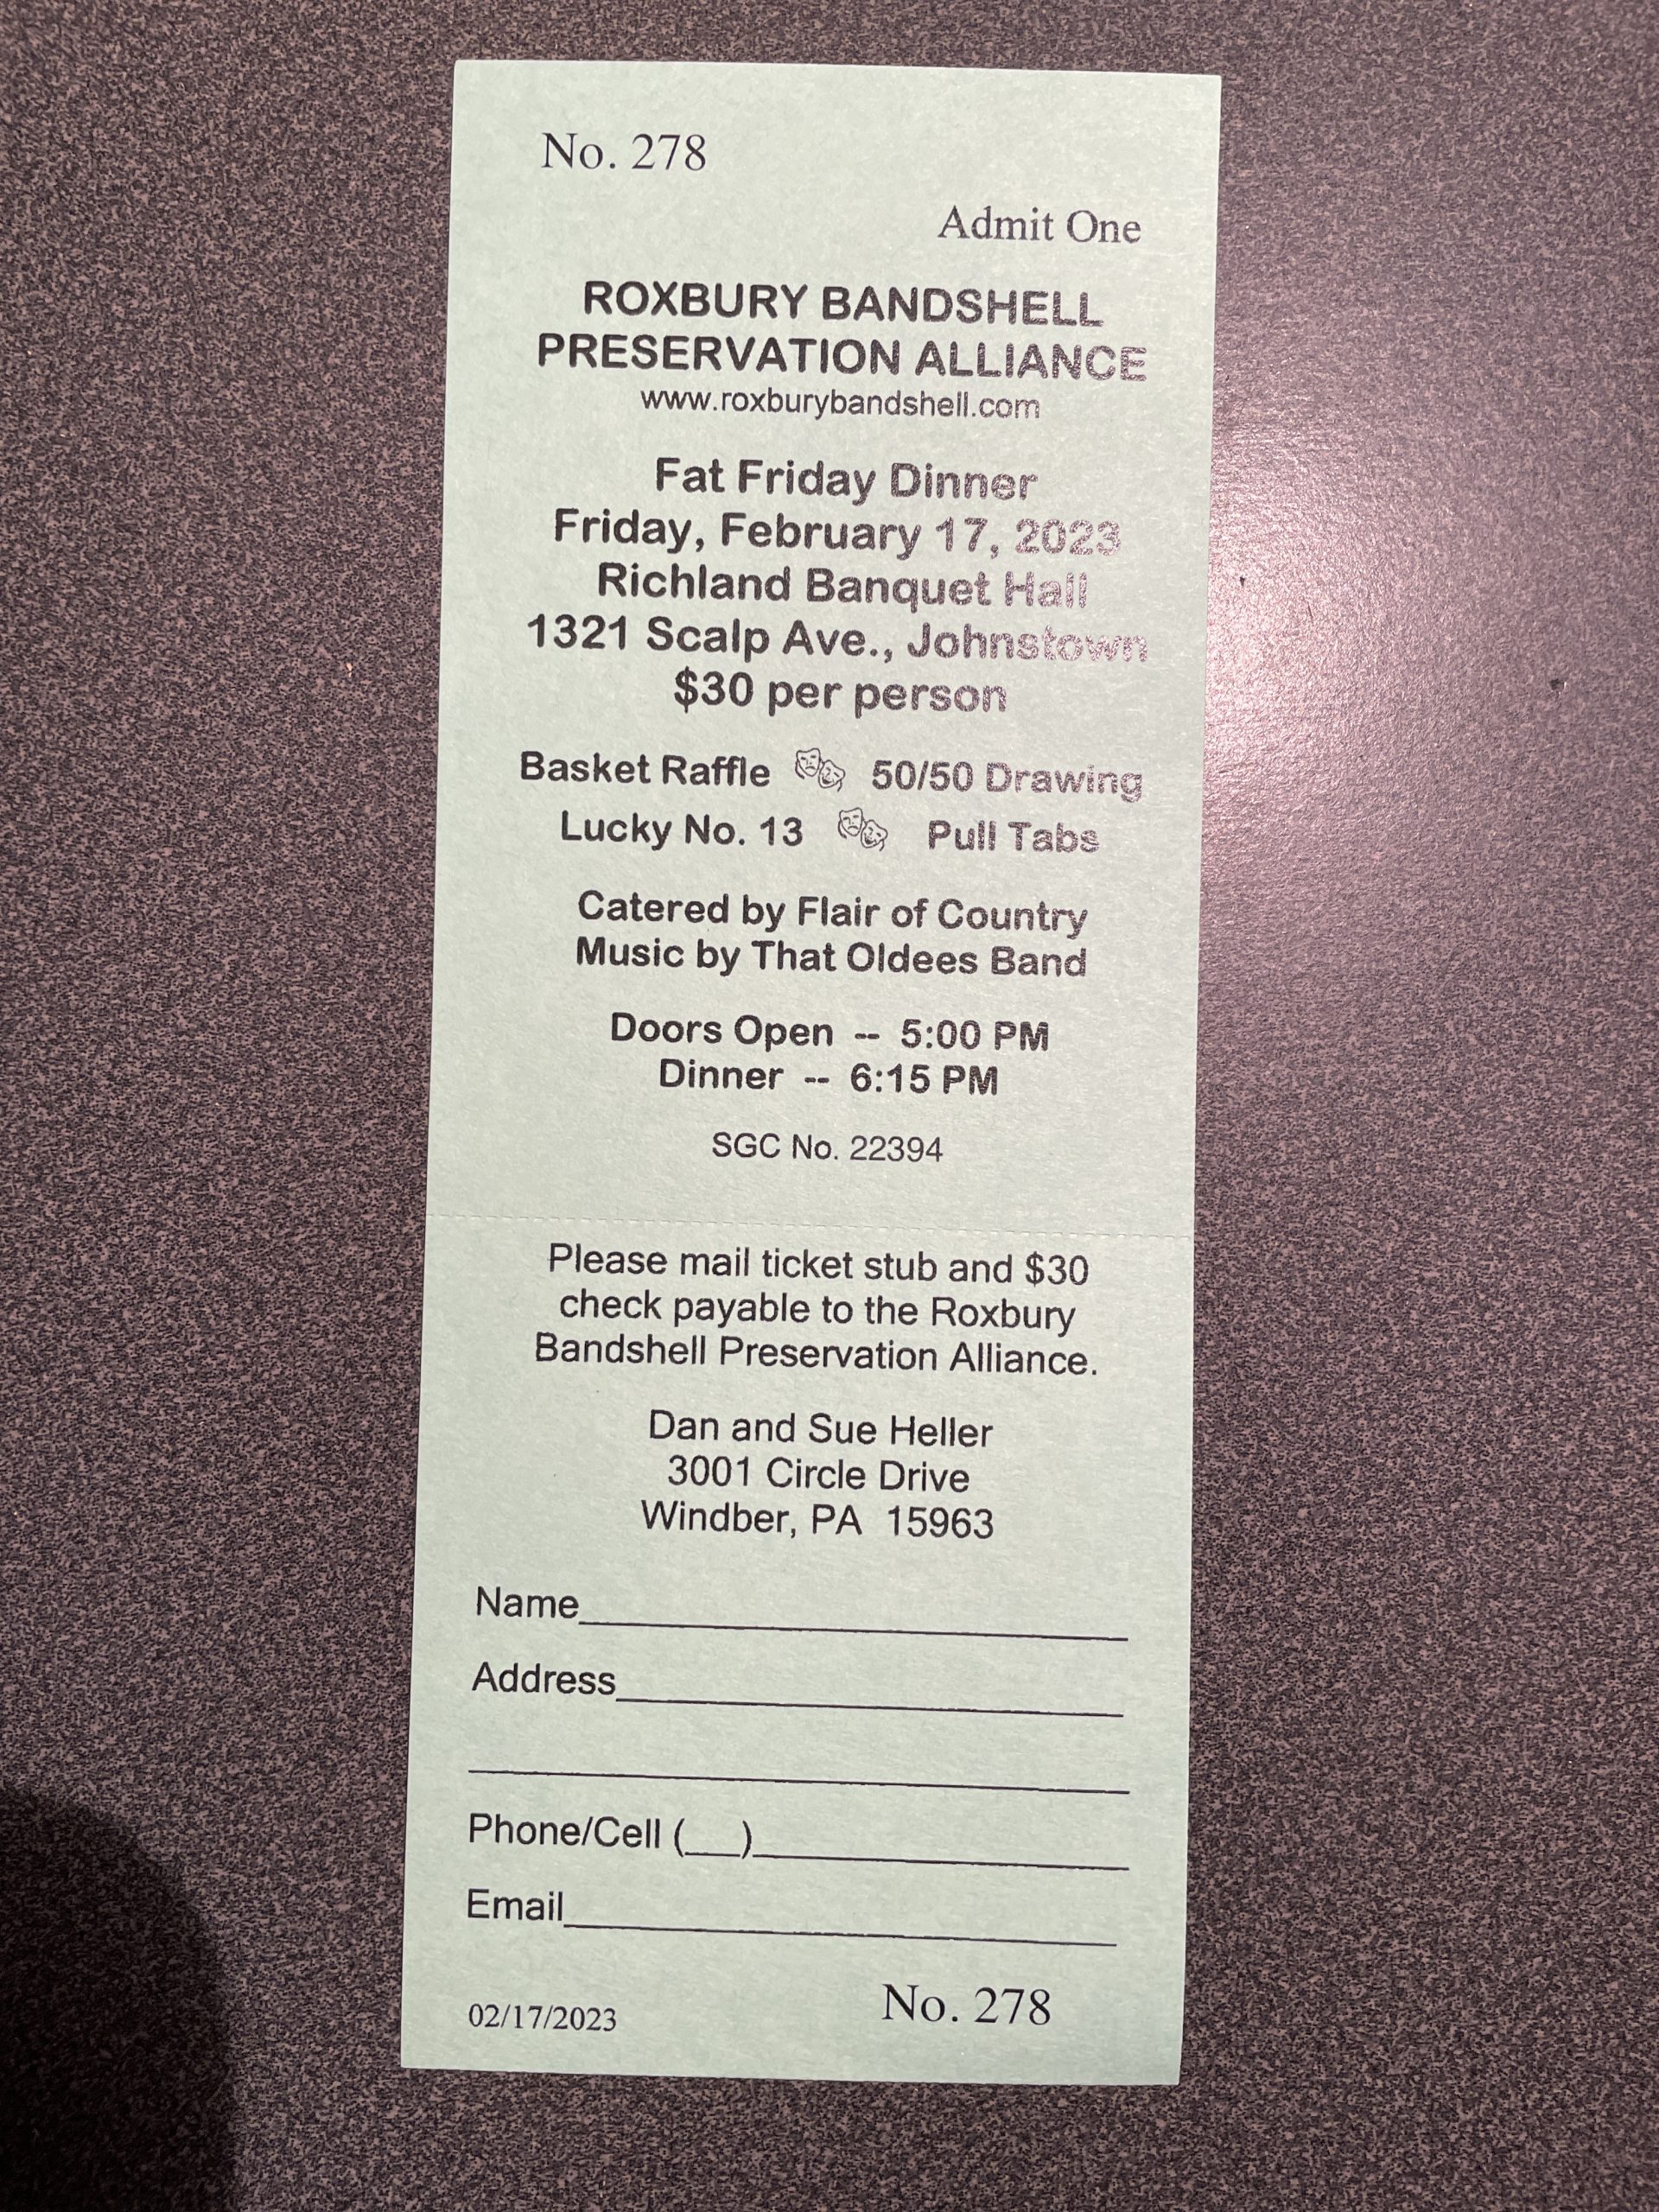 No. 278
Admit One
ROXBURY BANDSHELL
PRESERVATION ALLIANCE
www.roxburybandshell.com
Fat Friday Dinner
Friday, February 17, 2023
Richland Banquet Hall
1321 Scalp Ave., Johnstown
$30 per person
Basket Raffle 50/50 Drawing
Lucky No. 13 Pull Tabs
Catered by Flair of Country
Music by That Oldees Band
Doors Open -- 5:00 PM
Dinner -- 6:15 PM
SGC No. 22394
Please mail ticket stub and $30
check payable to the Roxbury
Bandshell Preservation Alliance.
Dan and Sue Heller
3001 Circle Drive
Windber, PA 15963
Name
Address
Phone/Cell (__)
Email
02/17/2023 No. 278